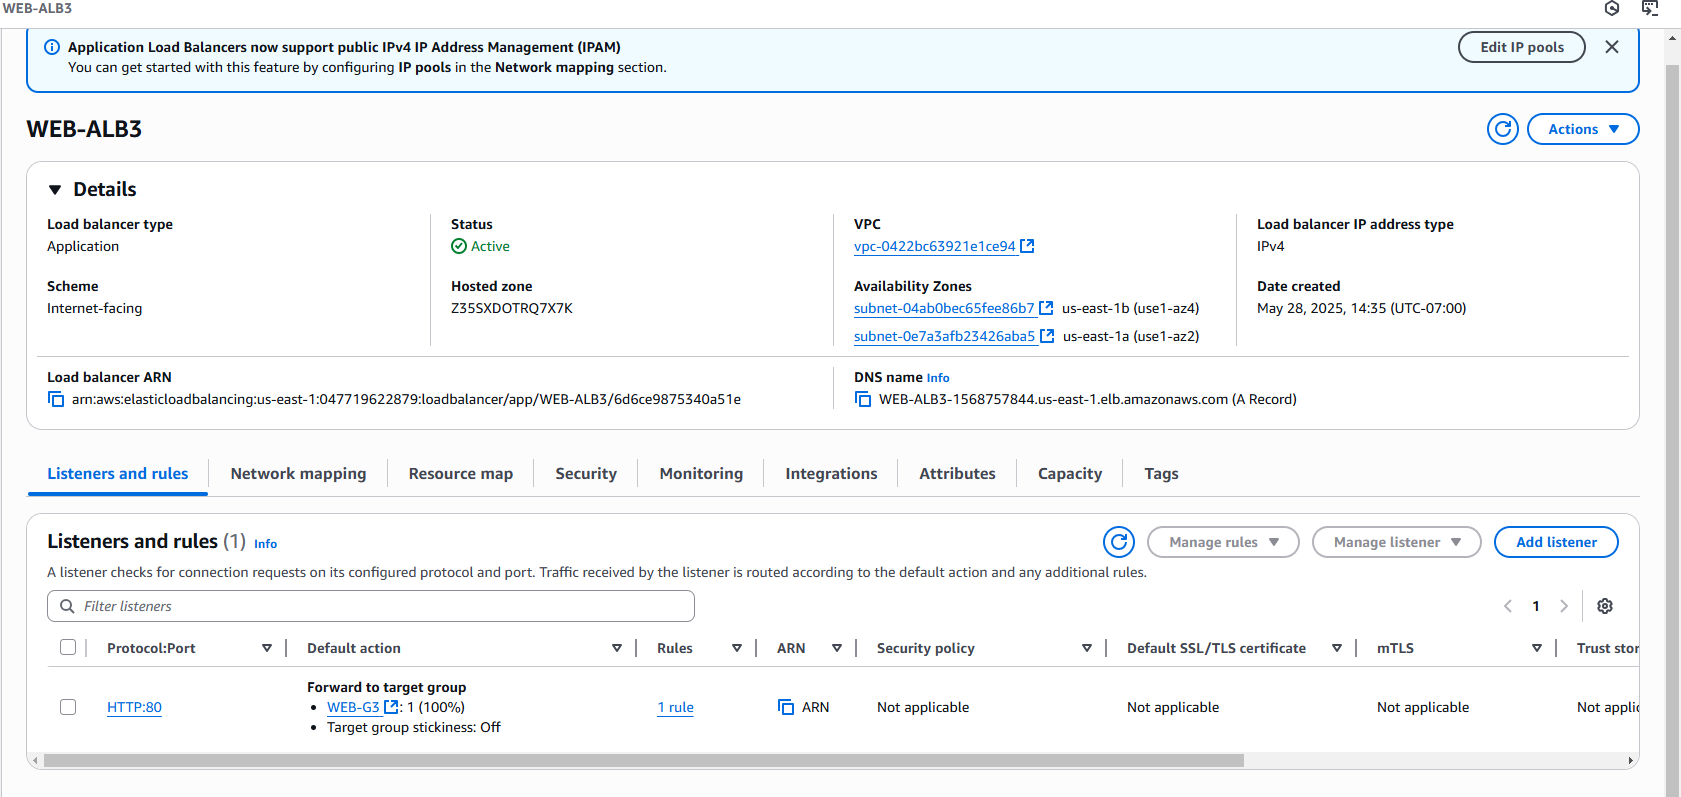 WEB-ALB3
Application Load Balancers now support public IPv4 IP Address Management (IPAM)
You can get started with this feature by configuring IP pools in the Network mapping section.
Edit IP pools
WEB-ALB3
Actions
Details
Load balancer type
Application
Status
Active
VPC
vpc-0422bc63921e1ce94
Load balancer IP address type
IPv4
Scheme
Internet-facing
Hosted zone
Z35SXDOTRQ7X7K
Availability Zones
subnet-04ab0bec65fee86b7 us-east-1b (use1-az4)
subnet-0e7a3afb23426aba5 us-east-1a (use1-az2)
Date created
May 28, 2025, 14:35 (UTC-07:00)
Load balancer ARN
arn:aws:elasticloadbalancing:us-east-1:047719622879:loadbalancer/app/WEB-ALB3/6d6ce9875340a51e
DNS name Info
WEB-ALB3-1568757844.us-east-1.elb.amazonaws.com (A Record)
Listeners and rules Network mapping Resource map Security Monitoring Integrations Attributes Capacity Tags
Listeners and rules (1) Info
Manage rules Manage listener Add listener
A listener checks for connection requests on its configured protocol and port. Traffic received by the listener is routed according to the default action and any additional rules.
Filter listeners
1
Protocol:Port Default action Rules ARN Security policy Default SSL/TLS certificate mTLS Trust stor
HTTP:80
Forward to target group
• WEB-G3 : 1 (100%)
• Target group stickiness: Off
1 rule ARN Not applicable Not applicable Not applicable Not applic